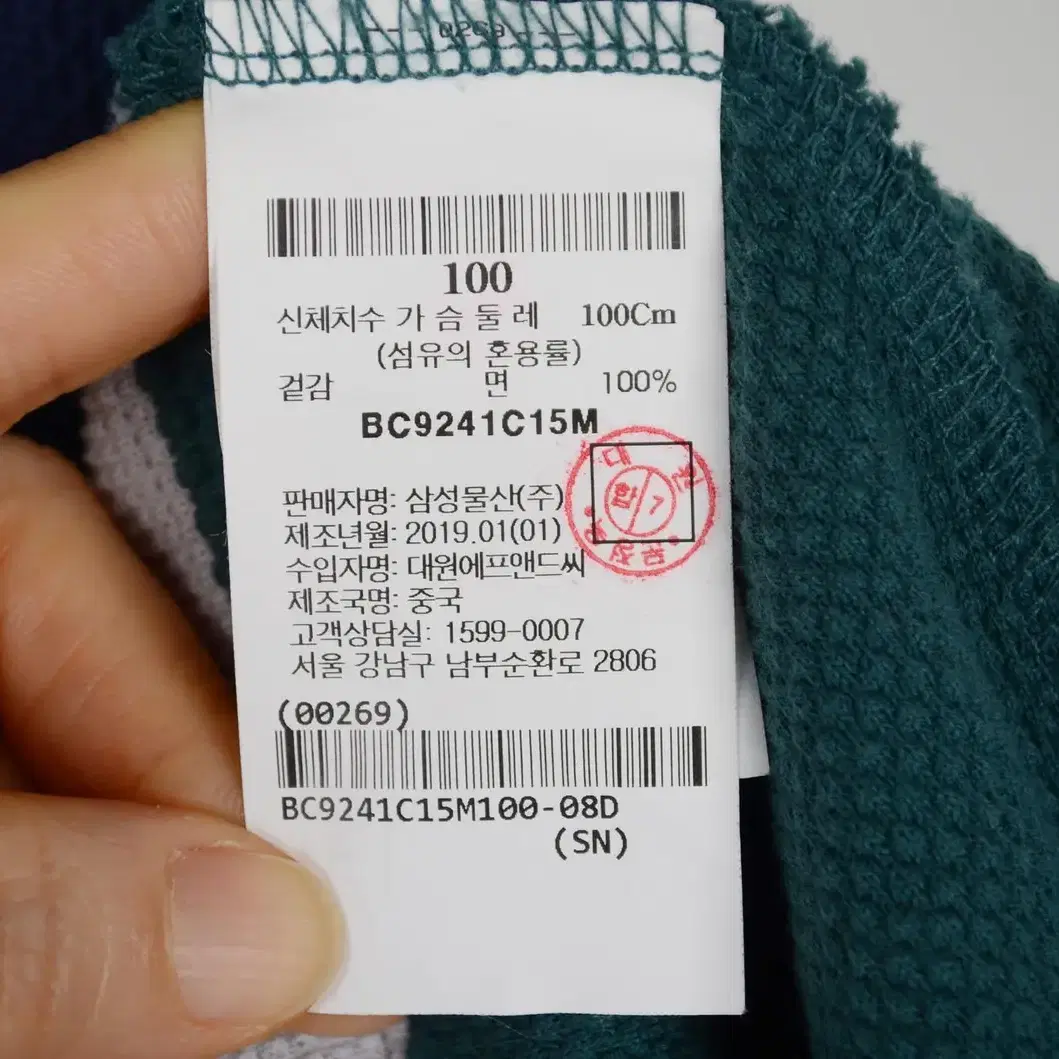 100
신체치수 가 슴 둘 레 100Cm
(섬유의 혼용률)
겉감 면 100%
BC9241C15M
판매자명: 삼성물산(주)
제조년월: 2019.01(01)
수입자명: 대원에프앤드씨
제조국명: 중국
고객상담실: 1599-0007
서울 강남구 남부순환로 2806
(00269)
BC9241C15M100-08D
(SN)